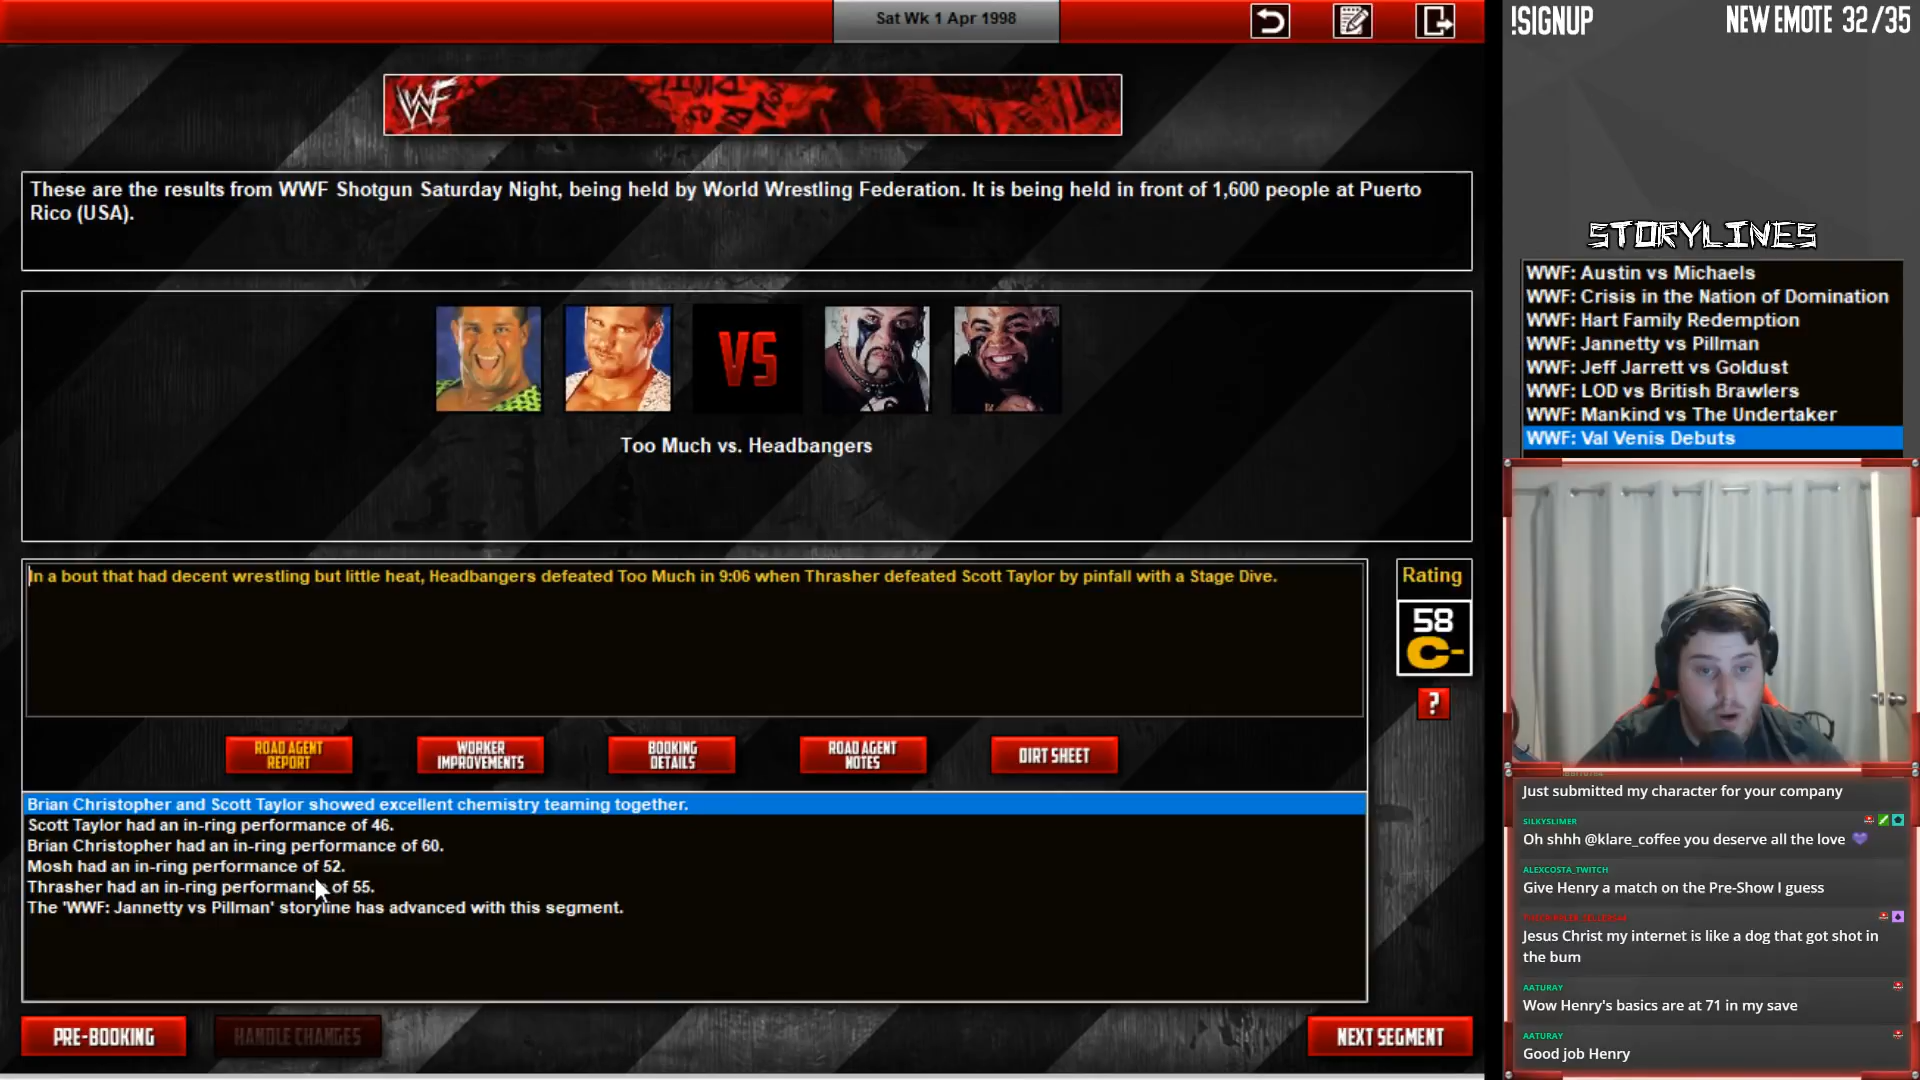 Sat Wk 1 Apr 1998
!SIGNUP
NEW EMOTE 32/35
WWF
These are the results from WWF Shotgun Saturday Night, being held by World Wrestling Federation. It is being held in front of 1,600 people at Puerto
Rico (USA).
VS
Too Much vs. Headbangers
In a bout that had decent wrestling but little heat, Headbangers defeated Too Much in 9:06 when Thrasher defeated Scott Taylor by pinfall with a Stage Dive.
Rating
58
C-
?
ROAD AGENT
REPORT
WORKER
IMPROVEMENTS
BOOKING
DETAILS
ROAD AGENT
NOTES
DIRT SHEET
Brian Christopher and Scott Taylor showed excellent chemistry teaming together.
Scott Taylor had an in-ring performance of 46.
Brian Christopher had an in-ring performance of 60.
Mosh had an in-ring performance of 52.
Thrasher had an in-ring performance of 55.
The 'WWF: Jannetty vs Pillman' storyline has advanced with this segment.
PRE-BOOKING
HANDLE CHANGES
NEXT SEGMENT
STORYLINES
WWF: Austin vs Michaels
WWF: Crisis in the Nation of Domination
WWF: Hart Family Redemption
WWF: Jannetty vs Pillman
WWF: Jeff Jarrett vs Goldust
WWF: LOD vs British Brawlers
WWF: Mankind vs The Undertaker
WWF: Val Venis Debuts
Just submitted my character for your company
SILKYSLIMER
Oh shhh @klare_coffee you deserve all the love
ALEXCOSTA_TWITCH
Give Henry a match on the Pre-Show I guess
Jesus Christ my internet is like a dog that got shot in
the bum
AATURAY
Wow Henry's basics are at 71 in my save
AATURAY
Good job Henry